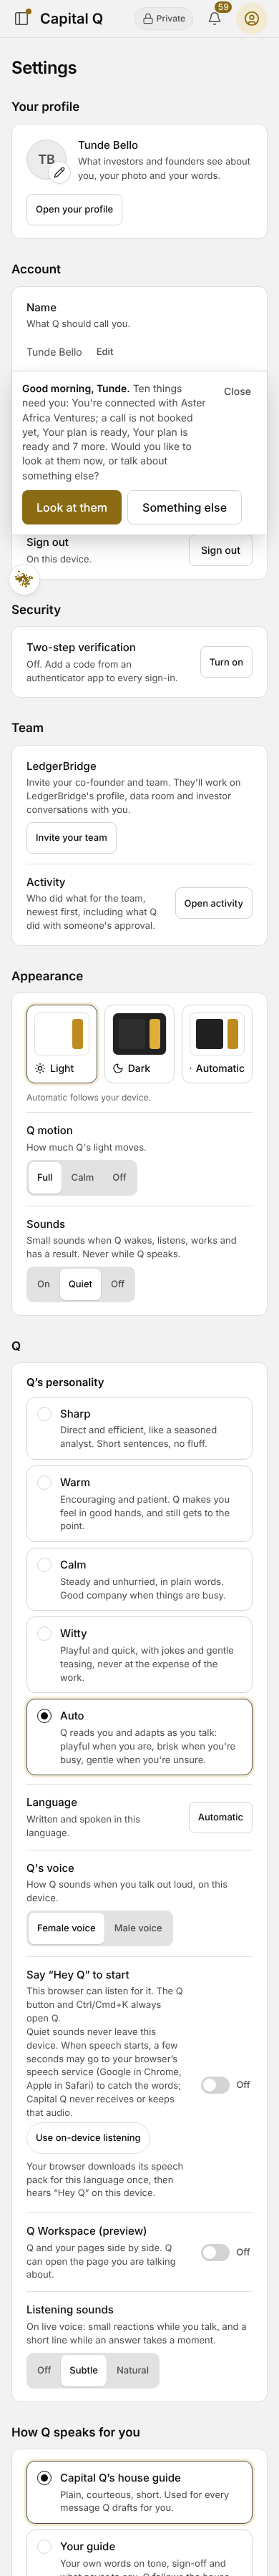 Capital Q
Private
59
Settings
Your profile
TB
Tunde Bello
What investors and founders see about
you, your photo and your words.
Open your profile
Account
Name
What Q should call you.
Tunde Bello
Edit
Good morning, Tunde. Ten things
need you: You're connected with Aster
Africa Ventures; a call is not booked
yet, Your plan is ready, Your plan is
ready and 7 more. Would you like to
look at them now, or talk about
something else?
Close
Look at them
Something else
Sign out
On this device.
Sign out
Security
Two-step verification
Off. Add a code from an
authenticator app to every sign-in.
Turn on
Team
LedgerBridge
Invite your co-founder and team. They'll work on
LedgerBridge's profile, data room and investor
conversations with you.
Invite your team
Activity
Who did what for the team,
newest first, including what Q
did with someone's approval.
Open activity
Appearance
Light
Dark
Automatic
Automatic follows your device.
Q motion
How much Q's light moves.
Full
Calm
Off
Sounds
Small sounds when Q wakes, listens, works and
has a result. Never while Q speaks.
On
Quiet
Off
Q
Q's personality
Sharp
Direct and efficient, like a seasoned
analyst. Short sentences, no fluff.
Warm
Encouraging and patient. Q makes you
feel in good hands, and still gets to the
point.
Calm
Steady and unhurried, in plain words.
Good company when things are busy.
Witty
Playful and quick, with jokes and gentle
teasing, never at the expense of the
work.
Auto
Q reads you and adapts as you talk:
playful when you are, brisk when you're
busy, gentle when you're unsure.
Language
Written and spoken in this
language.
Automatic
Q's voice
How Q sounds when you talk out loud, on this
device.
Female voice
Male voice
Say “Hey Q” to start
This browser can listen for it. The Q
button and Ctrl/Cmd+K always
open Q.
Quiet sounds never leave this
device. When speech starts, a few
seconds may go to your browser's
speech service (Google in Chrome,
Apple in Safari) to catch the words;
Capital Q never receives or keeps
that audio.
Off
Use on-device listening
Your browser downloads its speech
pack for this language once, then
hears “Hey Q” on this device.
Q Workspace (preview)
Q and your pages side by side. Q
can open the page you are talking
about.
Off
Listening sounds
On live voice: small reactions while you talk, and a
short line while an answer takes a moment.
Off
Subtle
Natural
How Q speaks for you
Capital Q's house guide
Plain, courteous, short. Used for every
message Q drafts for you.
Your guide
Your own words on tone, sign-off and